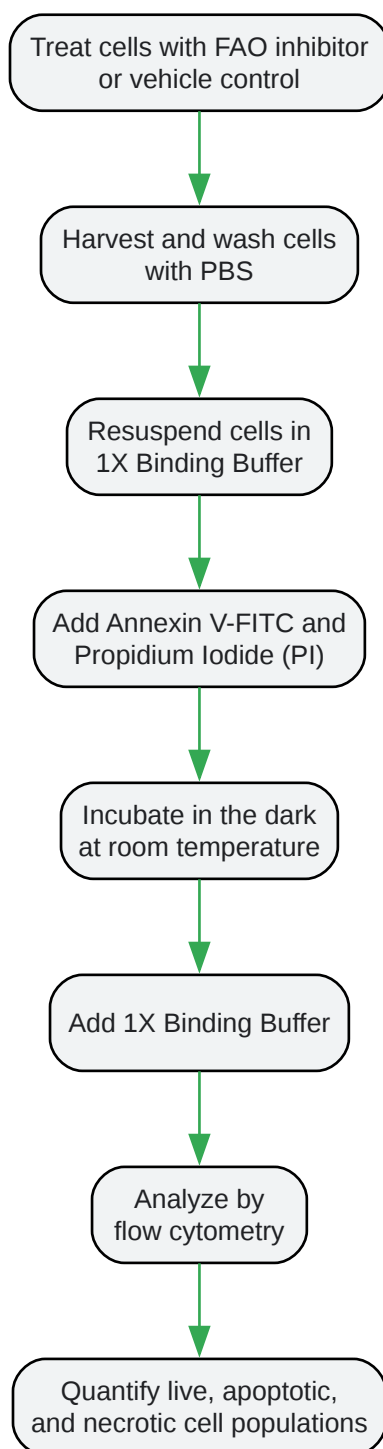 Treat cells with FAO inhibitor
or vehicle control
Harvest and wash cells
with PBS
Resuspend cells in
1X Binding Buffer
Add Annexin V-FITC and
Propidium Iodide (PI)
Incubate in the dark
at room temperature
Add 1X Binding Buffer
Analyze by
flow cytometry
Quantify live, apoptotic,
and necrotic cell populations